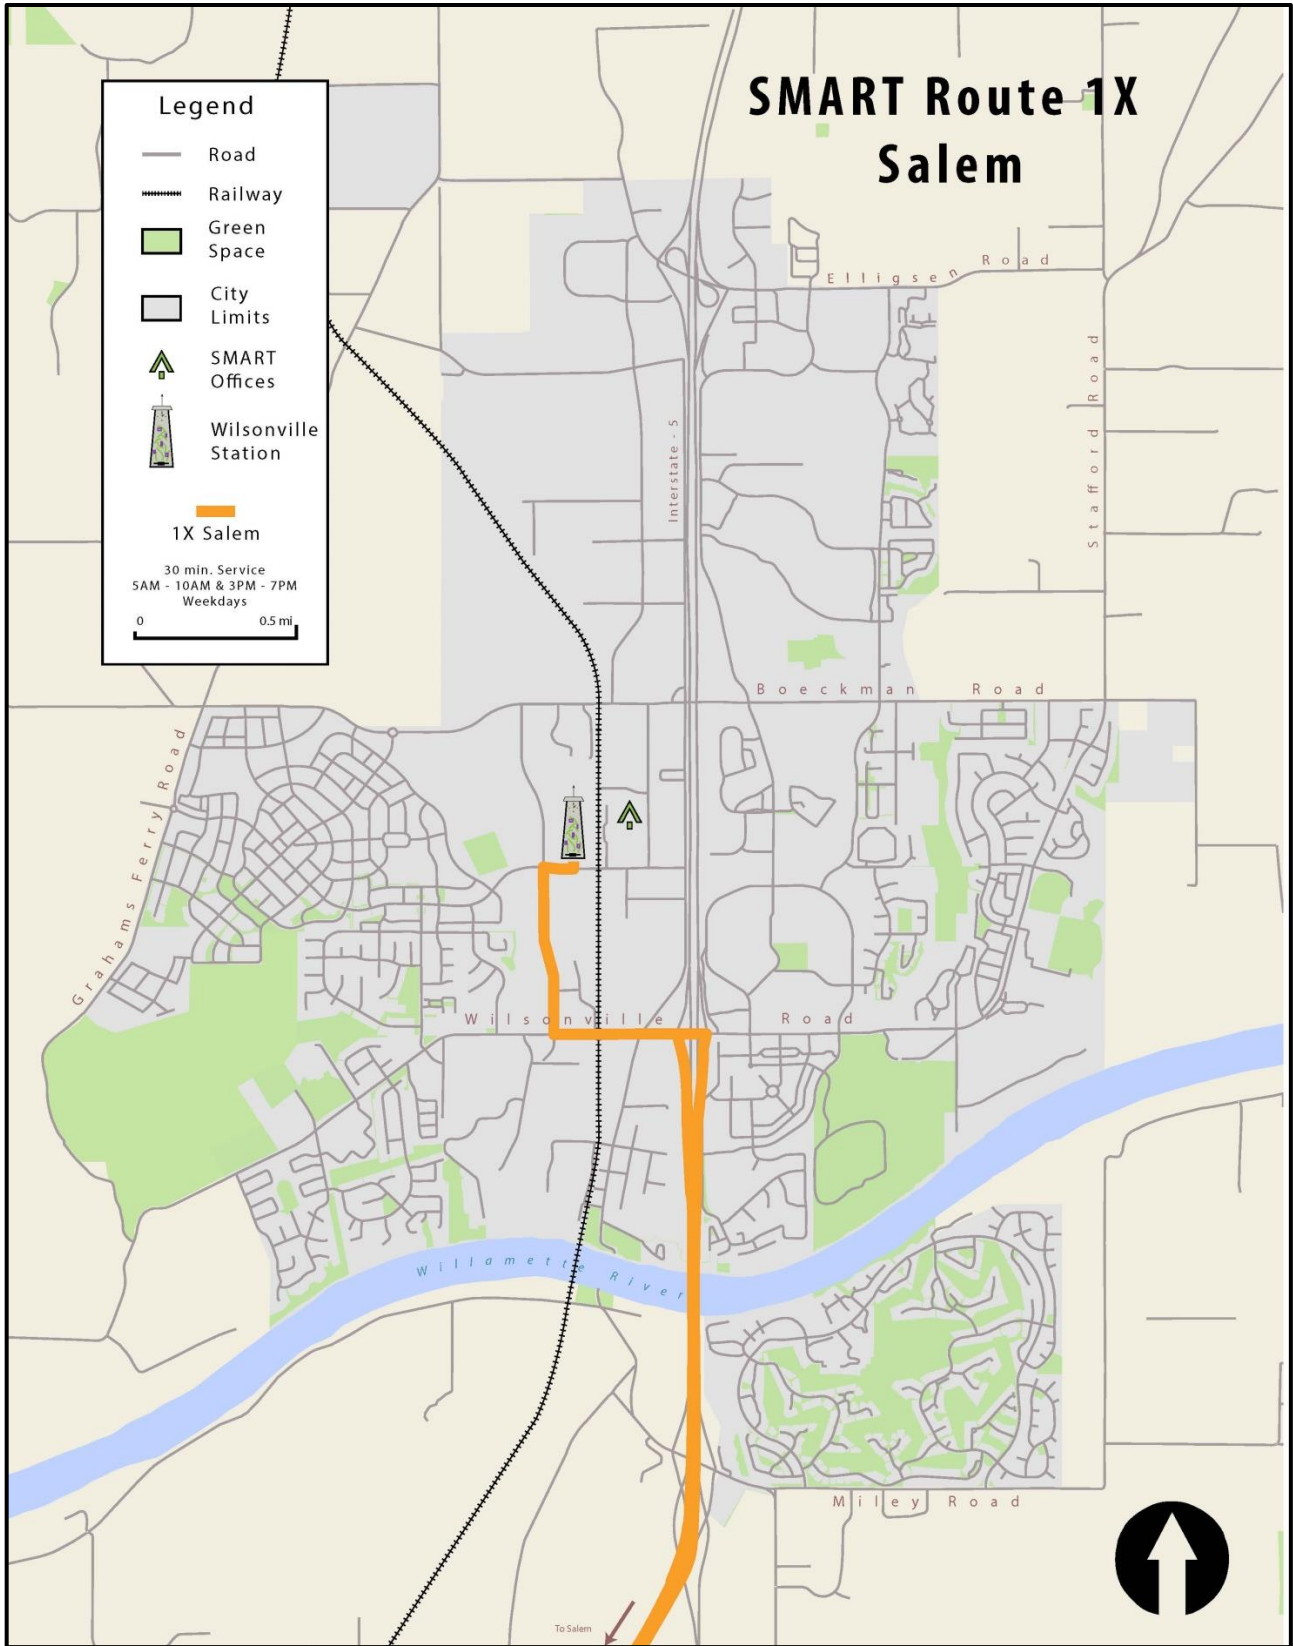 SMART Route 1X
Salem
Legend
Road
Railway
Green
Space
City
Limits
SMART
Offices
Wilsonville
Station
1X Salem
30 min. Service
5AM - 10AM & 3PM - 7PM
Weekdays
0 0.5 mi
Elligsen Road
Stafford Road
Interstate - 5
Boeckman Road
Grahams Ferry Road
Wilsonville Road
Willamette River
Miley Road
To Salem